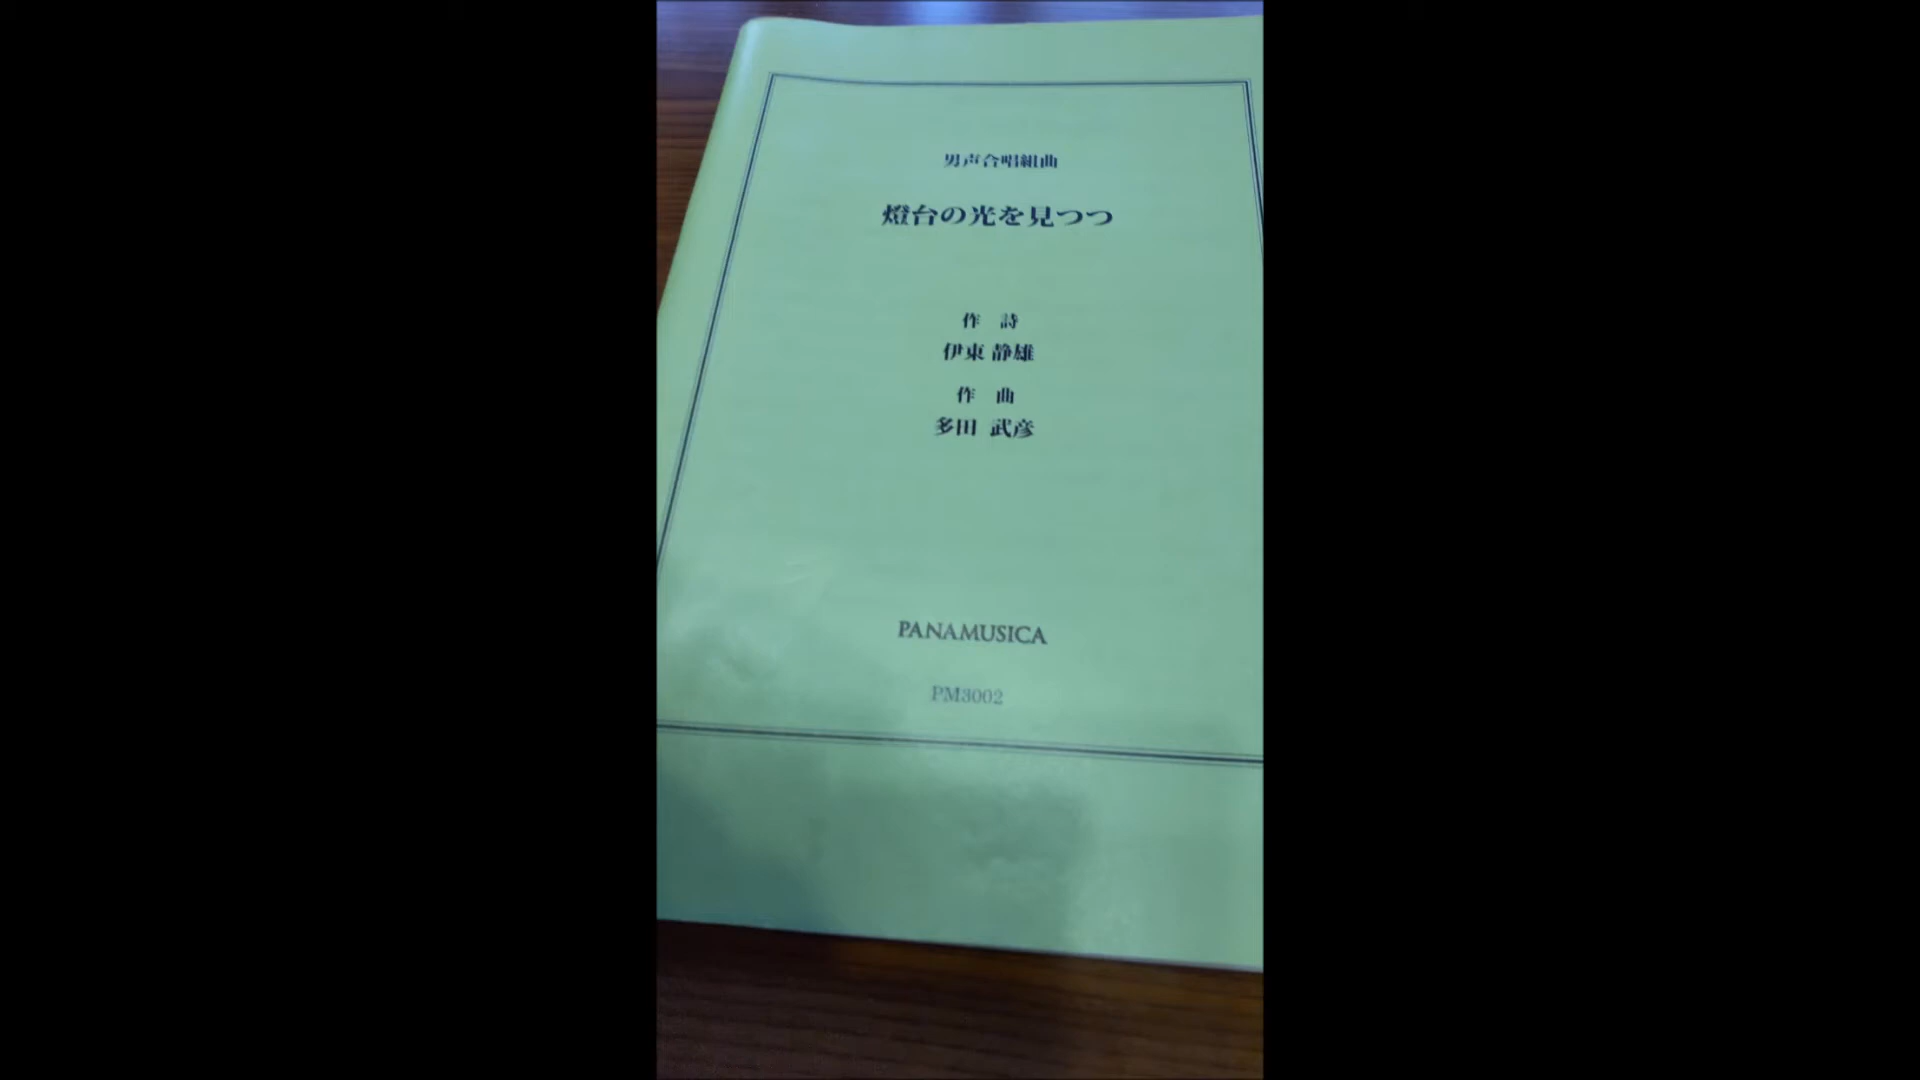 男声合唱組曲
燈台の光を見つつ
作 詩
伊東 静雄
作 曲
多田 武彦
PANAMUSICA
PM3002